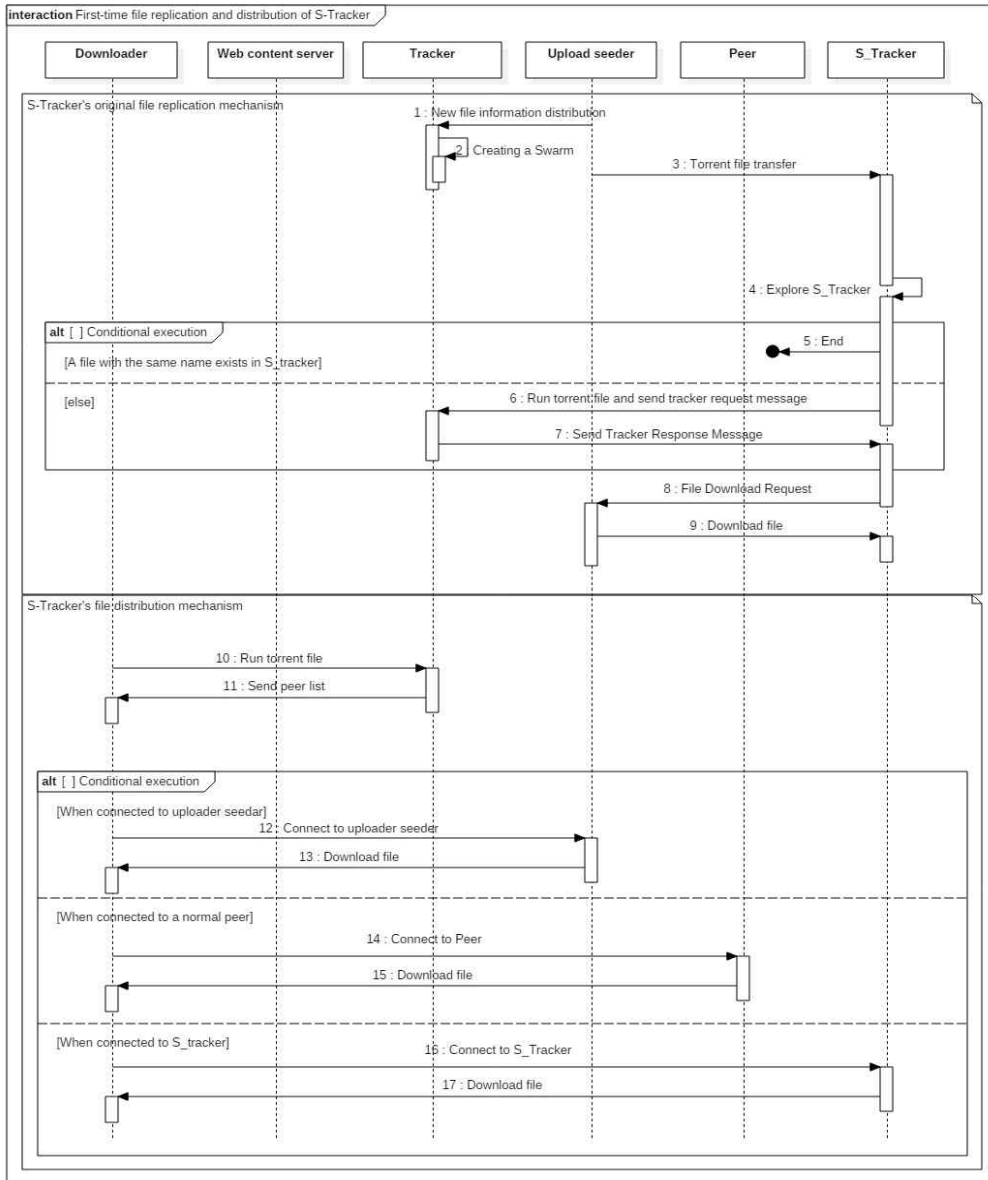 interaction First-time file replication and distribution of S-Tracker
Downloader
Web content server
Tracker
Upload seeder
Peer
S_Tracker
S-Tracker's original file replication mechanism
1 : New file information distribution
2 : Creating a Swarm
3 : Torrent file transfer
4 : Explore S_Tracker
alt [ ] Conditional execution
5 : End
[A file with the same name exists in S_tracker]
[else]
6 : Run torrent file and send tracker request message
7 : Send Tracker Response Message
8 : File Download Request
9 : Download file
S-Tracker's file distribution mechanism
10 : Run torrent file
11 : Send peer list
alt [ ] Conditional execution
[When connected to uploader seedar]
12 : Connect to uploader seeder
13 : Download file
[When connected to a normal peer]
14 : Connect to Peer
15 : Download file
[When connected to S_tracker]
16 : Connect to S_Tracker
17 : Download file